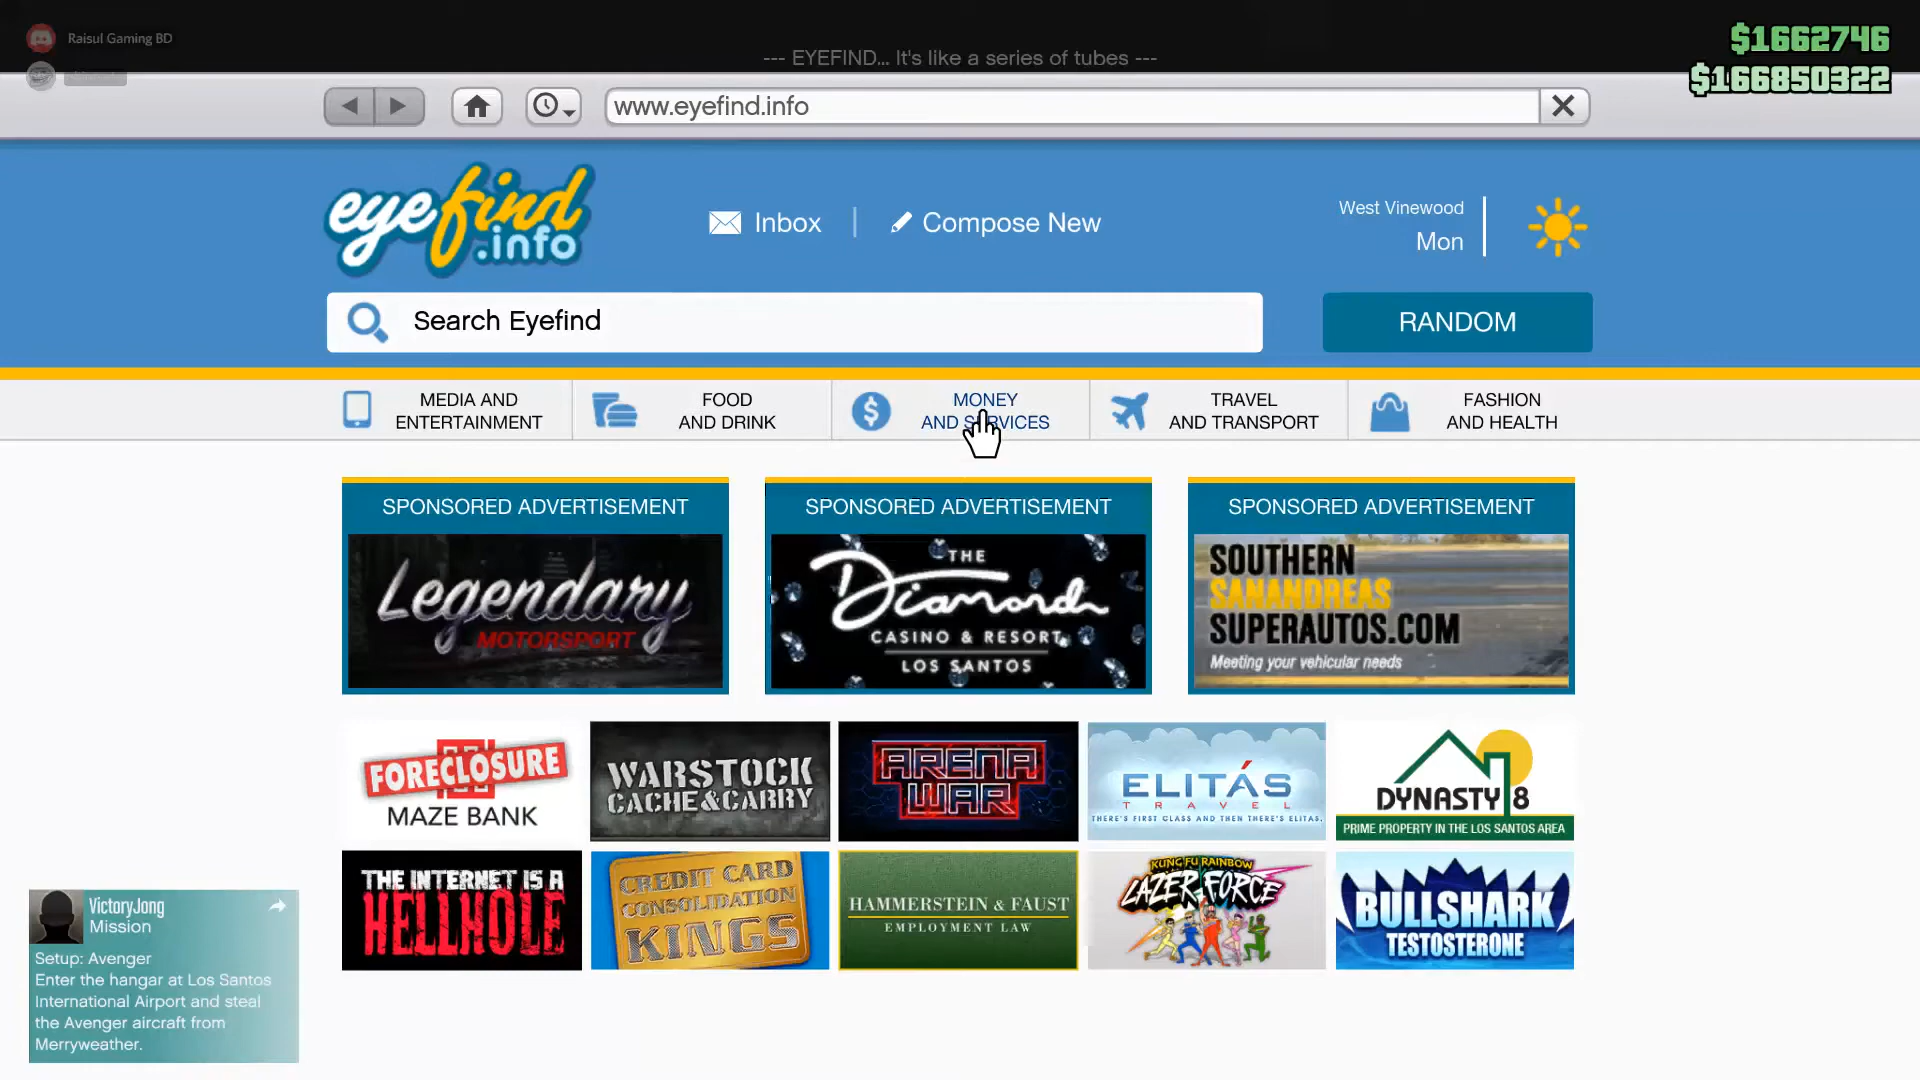 Raisul Gaming BD
--- EYEFIND... It's like a series of tubes ---
$1662746
$166850322
www.eyefind.info
eyefind
.info
Inbox
Compose New
West Vinewood
Mon
Search Eyefind
RANDOM
MEDIA AND
ENTERTAINMENT
FOOD
AND DRINK
MONEY
AND SERVICES
TRAVEL
AND TRANSPORT
FASHION
AND HEALTH
SPONSORED ADVERTISEMENT
Legendary
MOTORSPORT
SPONSORED ADVERTISEMENT
THE
Diamond
CASINO & RESORT
LOS SANTOS
SPONSORED ADVERTISEMENT
SOUTHERN
SANANDREAS
SUPERAUTOS.COM
Meeting your vehicular needs
FORECLOSURE
MAZE BANK
WARSTOCK
CACHE&CARRY
ARENA
WAR
ELITÁS
TRAVEL
THERE'S FIRST CLASS AND THEN THERE'S ELITAS.
DYNASTY 8
PRIME PROPERTY IN THE LOS SANTOS AREA
THE INTERNET IS A
HELLHOLE
CREDIT CARD
CONSOLIDATION
KINGS
HAMMERSTEIN & FAUST
EMPLOYMENT LAW
KUNG FU RAINBOW
LAZER FORCE
BULLSHARK
TESTOSTERONE
VictoryJong
Mission
Setup: Avenger
Enter the hangar at Los Santos
International Airport and steal
the Avenger aircraft from
Merryweather.